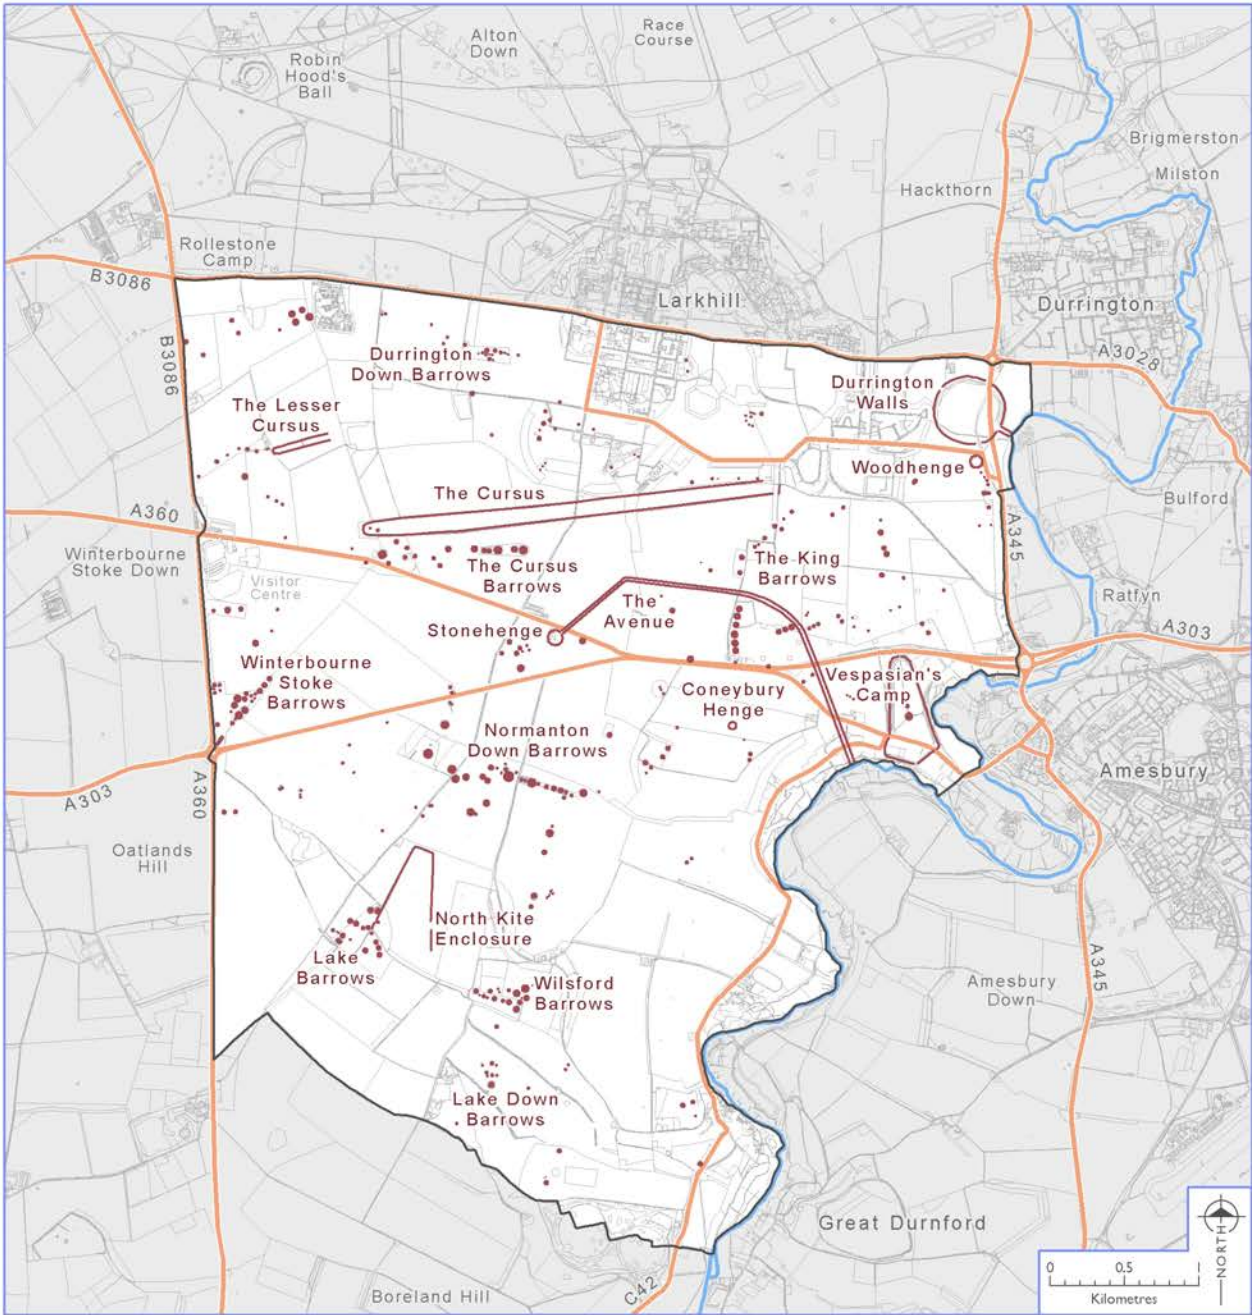 Race
Course
Alton
Down
Robin
Hood's
Ball
Brigmerston
Milston
Hackthorn
Rollestone
Camp
B3086
Larkhill
Durrington
B3086
Durrington
Down Barrows
A3028
Durrington
Walls
The Lesser
Cursus
Woodhenge
The Cursus
Bulford
A360
A345
Winterbourne
Stoke Down
Visitor
Centre
The Cursus
Barrows
The King
Barrows
The
Avenue
Ratfyn
Stonehenge
A303
Winterbourne
Stoke
Barrows
Coneybury
Henge
Vespasian's
Camp
Normanton
Down Barrows
Amesbury
A303
A360
Oatlands
Hill
North Kite
Enclosure
Lake
Barrows
Wilsford
Barrows
Amesbury
Down
A345
Lake Down
Barrows
Great Durnford
Boreland Hill
C42
NORTH
0 0.5 1
Kilometres